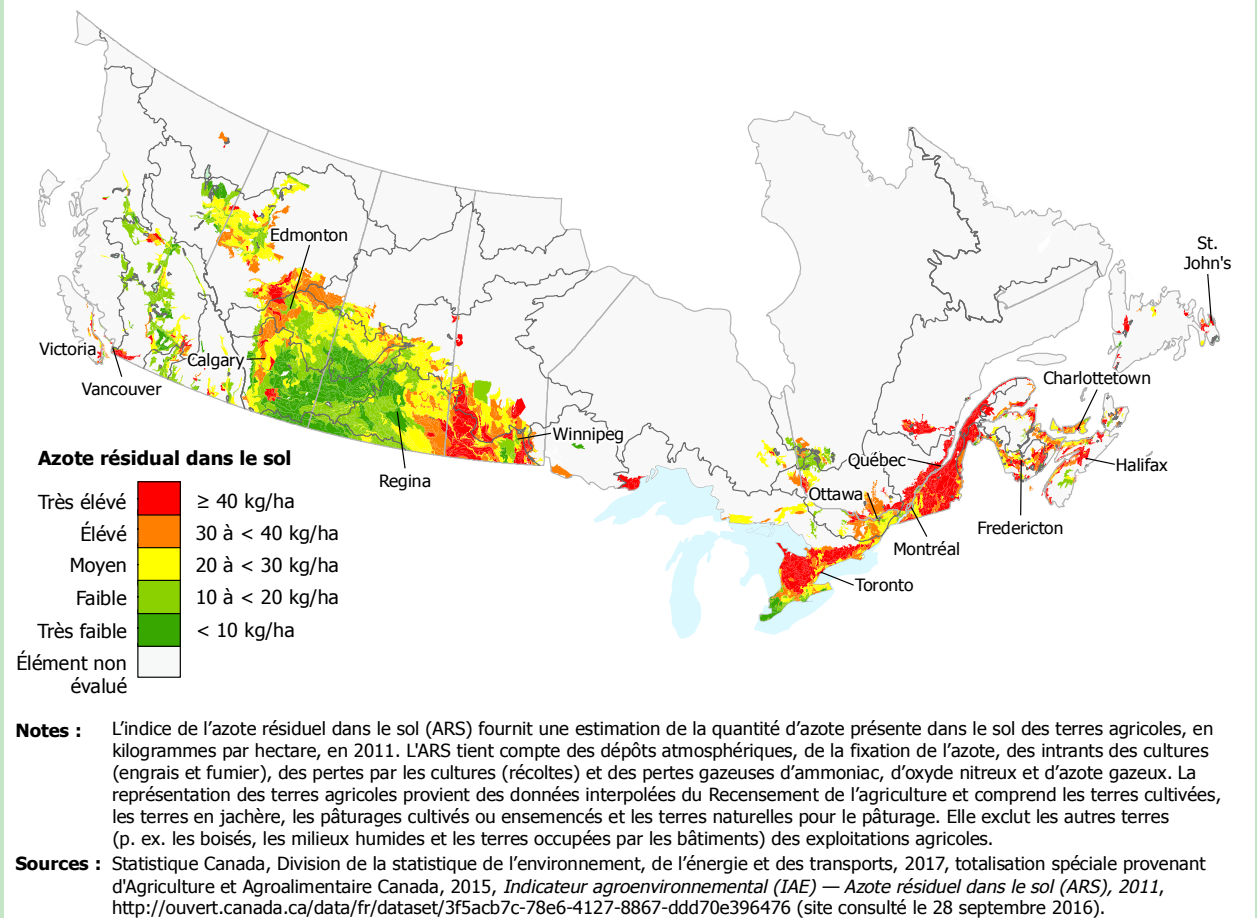 St.
John's
Edmonton
Victoria
Calgary
Vancouver
Charlottetown
Winnipeg
Québec
Halifax
Regina
Ottawa
Fredericton
Montréal
Toronto
Azote résidual dans le sol
Très élévé ≥ 40 kg/ha
Élévé 30 à < 40 kg/ha
Moyen 20 à < 30 kg/ha
Faible 10 à < 20 kg/ha
Très faible < 10 kg/ha
Élément non
évalué
Notes : L'indice de l'azote résiduel dans le sol (ARS) fournit une estimation de la quantité d'azote présente dans le sol des terres agricoles, en
kilogrammes par hectare, en 2011. L'ARS tient compte des dépôts atmosphériques, de la fixation de l'azote, des intrants des cultures
(engrais et fumier), des pertes par les cultures (récoltes) et des pertes gazeuses d'ammoniac, d'oxyde nitreux et d'azote gazeux. La
représentation des terres agricoles provient des données interpolées du Recensement de l'agriculture et comprend les terres cultivées,
les terres en jachère, les pâturages cultivés ou ensemencés et les terres naturelles pour le pâturage. Elle exclut les autres terres
(p. ex. les boisés, les milieux humides et les terres occupées par les bâtiments) des exploitations agricoles.
Sources : Statistique Canada, Division de la statistique de l'environnement, de l'énergie et des transports, 2017, totalisation spéciale provenant
d'Agriculture et Agroalimentaire Canada, 2015, Indicateur agroenvironnemental (IAE) — Azote résiduel dans le sol (ARS), 2011,
http://ouvert.canada.ca/data/fr/dataset/3f5acb7c-78e6-4127-8867-ddd70e396476 (site consulté le 28 septembre 2016).